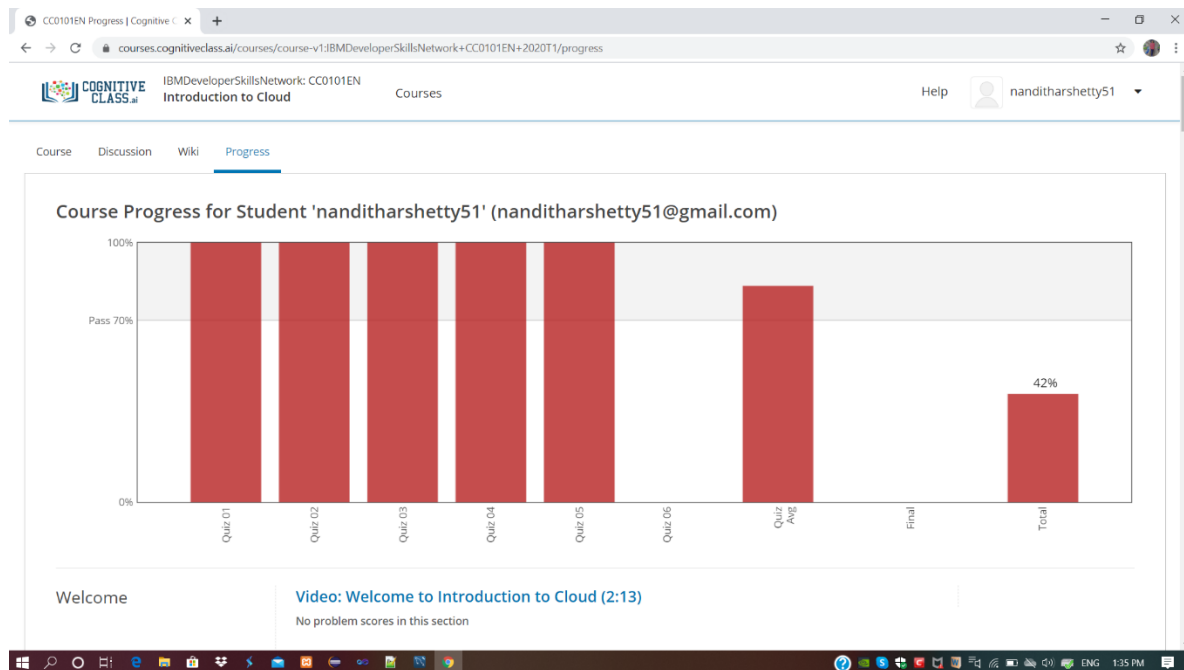 CC0101EN Progress | Cognitive C
courses.cognitiveclass.ai/courses/course-v1:IBMDeveloperSkillsNetwork+CC0101EN+2020T1/progress
COGNITIVE
CLASS.ai
IBMDeveloperSkillsNetwork: CC0101EN
Introduction to Cloud
Courses
Help
nanditharshetty51
Course Discussion Wiki Progress
Course Progress for Student 'nanditharshetty51' (nanditharshetty51@gmail.com)
100%
Pass 70%
42%
0%
Quiz 01
Quiz 02
Quiz 03
Quiz 04
Quiz 05
Quiz 06
Quiz
Avg
Final
Total
Welcome
Video: Welcome to Introduction to Cloud (2:13)
No problem scores in this section
ENG 1:35 PM